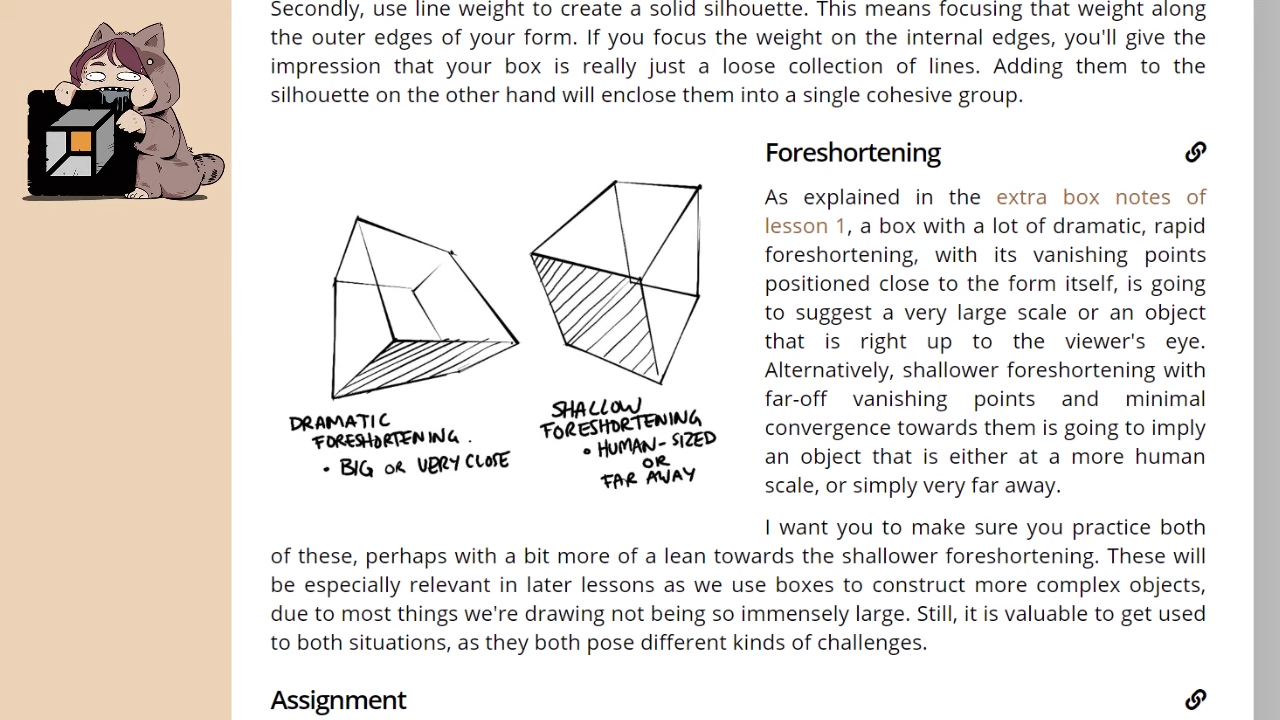 Secondly, use line weight to create a solid silhouette. This means focusing that weight along
the outer edges of your form. If you focus the weight on the internal edges, you'll give the
impression that your box is really just a loose collection of lines. Adding them to the
silhouette on the other hand will enclose them into a single cohesive group.
DRAMATIC
FORESHORTENING.
• BIG OR VERY CLOSE
SHALLOW
FORESHORTENING
• HUMAN-SIZED
OR
FAR AWAY
Foreshortening
As explained in the extra box notes of
lesson 1, a box with a lot of dramatic, rapid
foreshortening, with its vanishing points
positioned close to the form itself, is going
to suggest a very large scale or an object
that is right up to the viewer's eye.
Alternatively, shallower foreshortening with
far-off vanishing points and minimal
convergence towards them is going to imply
an object that is either at a more human
scale, or simply very far away.
I want you to make sure you practice both
of these, perhaps with a bit more of a lean towards the shallower foreshortening. These will
be especially relevant in later lessons as we use boxes to construct more complex objects,
due to most things we're drawing not being so immensely large. Still, it is valuable to get used
to both situations, as they both pose different kinds of challenges.
Assignment